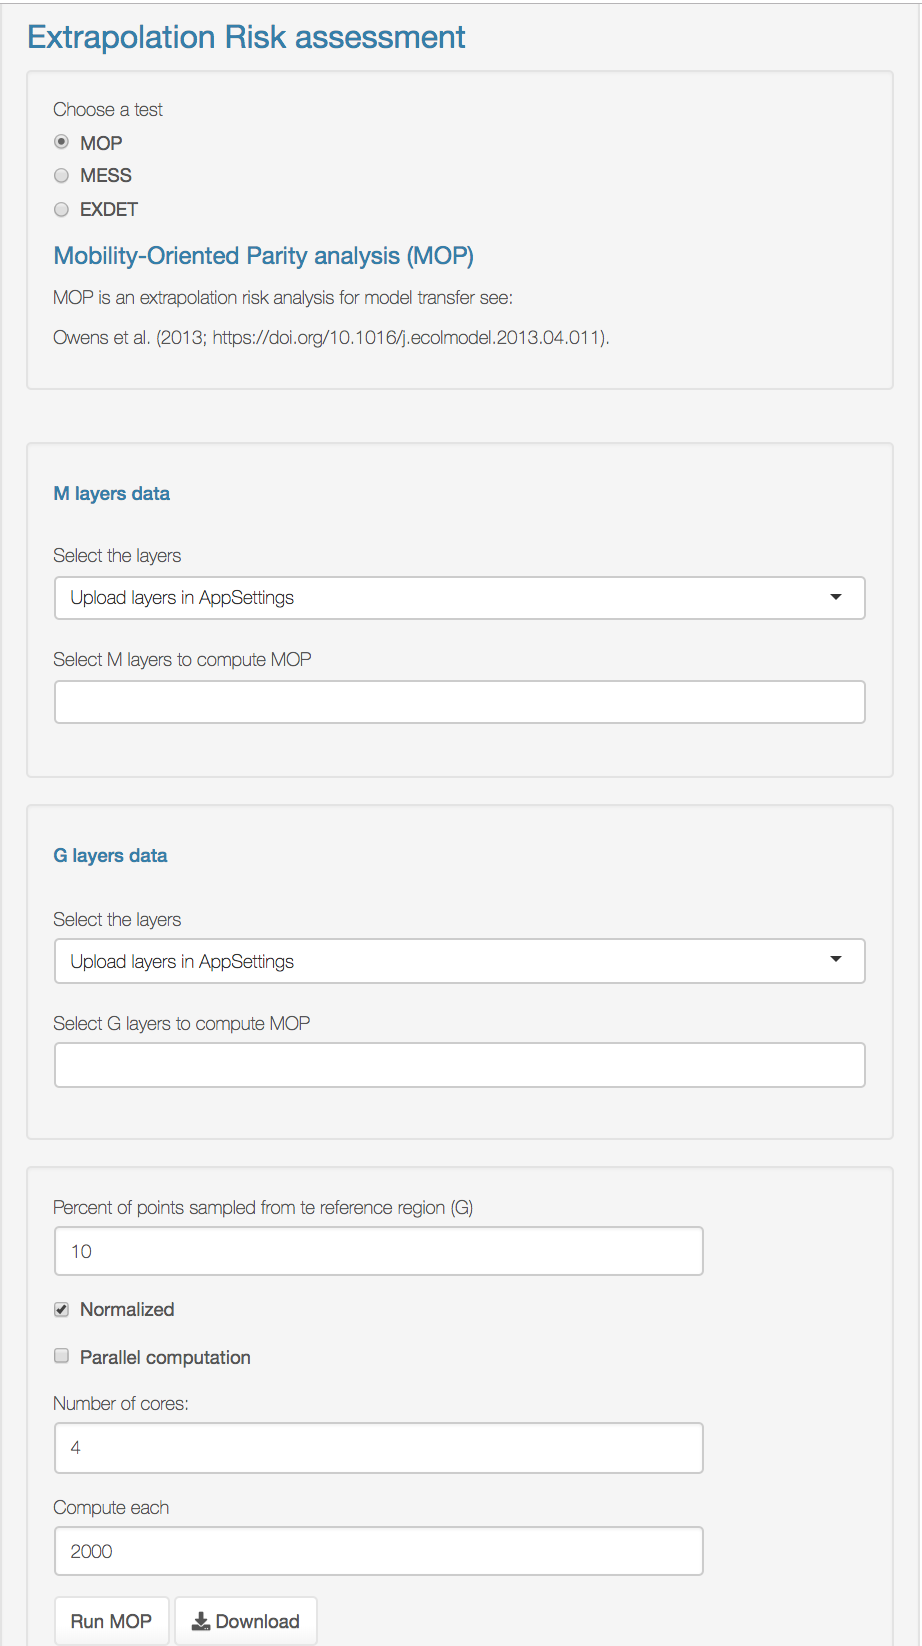 Extrapolation Risk assessment
Choose a test
MOP
MESS
EXDET
Mobility-Oriented Parity analysis (MOP)
MOP is an extrapolation risk analysis for model transfer see:
Owens et al. (2013; https://doi.org/10.1016/j.ecolmodel.2013.04.011).
M layers data
Select the layers
Upload layers in AppSettings
Select M layers to compute MOP
G layers data
Select the layers
Upload layers in AppSettings
Select G layers to compute MOP
Percent of points sampled from te reference region (G)
10
Normalized
Parallel computation
Number of cores:
4
Compute each
2000
Run MOP Download